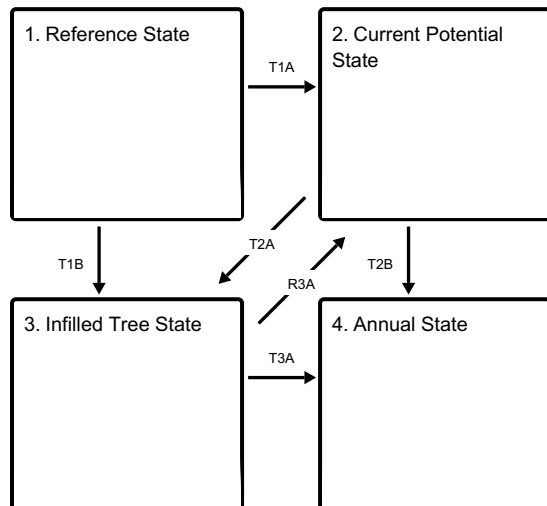 1. Reference State
2. Current Potential
State
T1A
T1B
T2A
R3A
T2B
3. Infilled Tree State
4. Annual State
T3A